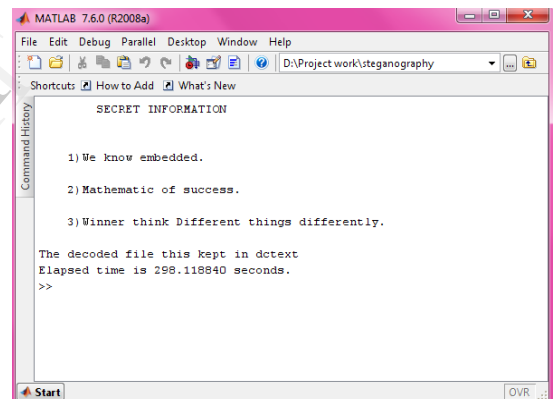 MATLAB 7.6.0 (R2008a)
File Edit Debug Parallel Desktop Window Help
D:\Project work\steganography
Shortcuts How to Add What's New
Command History
SECRET INFORMATION
1)We know embedded.
2)Mathematic of success.
3)Winner think Different things differently.
The decoded file this kept in dctext
Elapsed time is 298.118840 seconds.
>>
Start OVR